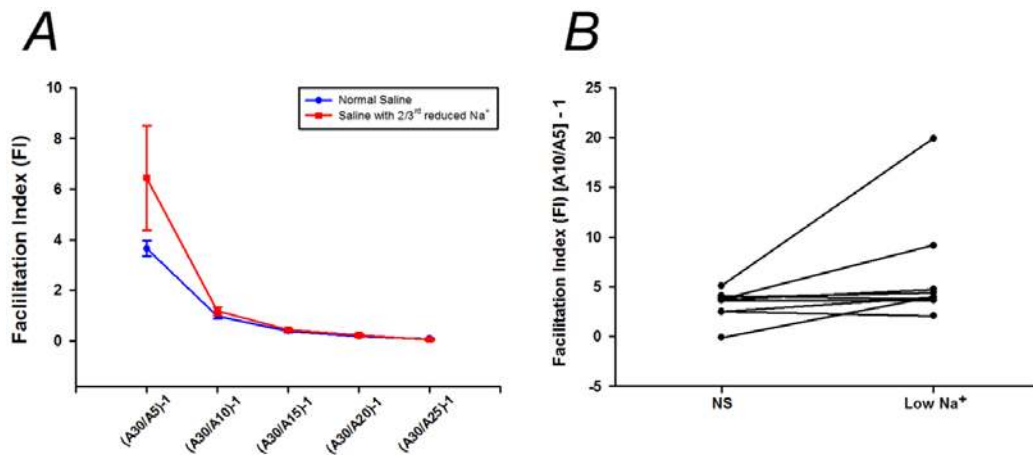 A
B
Facilitation Index (FI)
10
8
6
4
2
0
Normal Saline
Saline with 2/3rd reduced Na+
(A30/A5)-1
(A30/A10)-1
(A30/A15)-1
(A30/A20)-1
(A30/A25)-1
Facilitation Index (FI) [A10/A5] - 1
25
20
15
10
5
0
-5
NS
Low Na+